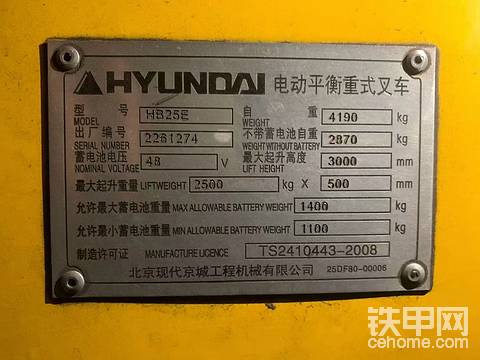 HYUNDAI 电动平衡重式叉车
型号 MODEL HB25E 自重 WEIGHT 4190 kg
出厂编号 SERIAL NUMBER 2261274 不带蓄电池自重 WEIGHT WITHOUT BATTERY 2870 kg
蓄电池电压 NOMINAL VOLTAGE 48 V 最大起升高度 LIFT HEIGHT 3000 mm
最大起升重量 LIFTWEIGHT 2500 kg X 500 mm
允许最大蓄电池重量 MAX ALLOWABLE BATTERY WEIGHT 1400 kg
允许最小蓄电池重量 MIN ALLOWABLE BATTERY WEIGHT 1100 kg
制造许可证 MANUFACTURE LICENCE TS2410443-2008
北京现代京城工程机械有限公司 25DF80-00006
铁甲网
cehome.com